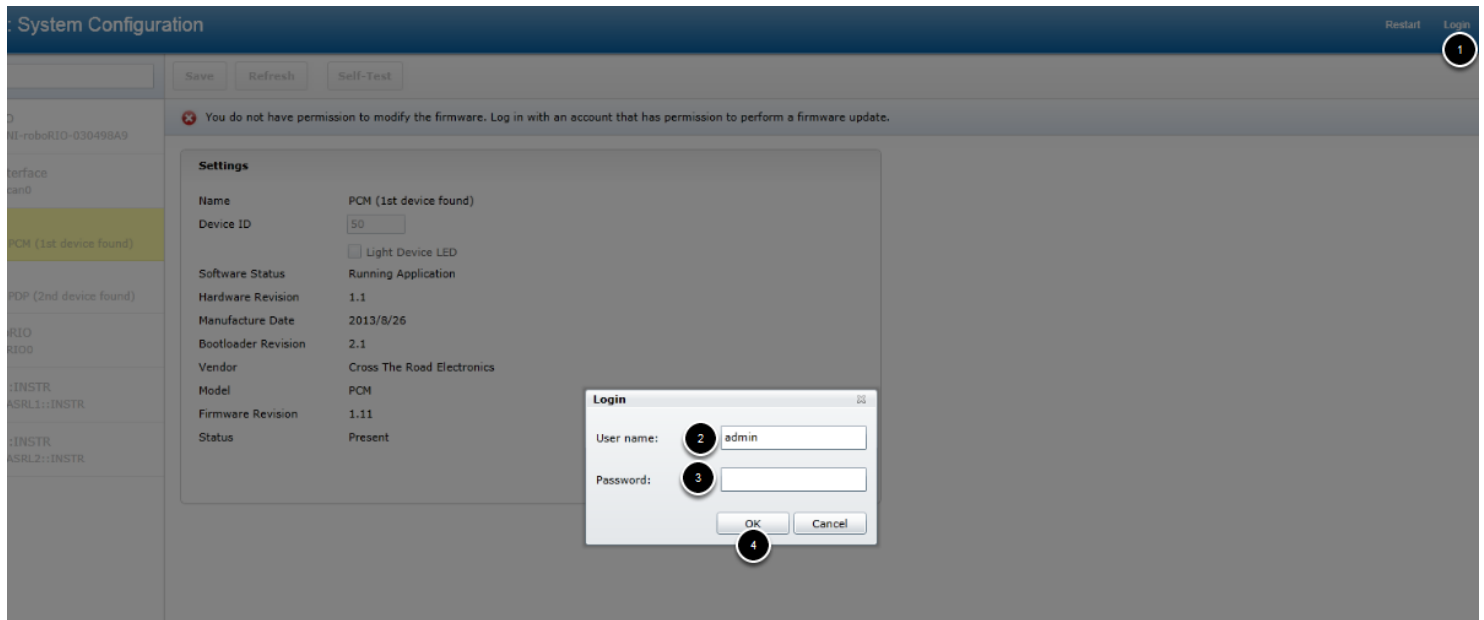 : System Configuration
Restart
Login
1
Save
Refresh
Self-Test
You do not have permission to modify the firmware. Log in with an account that has permission to perform a firmware update.
NI-roboRIO-030498A9
terface
can0
PCM (1st device found)
PDP (2nd device found)
oRIO
RIO0
::INSTR
ASRL1::INSTR
::INSTR
ASRL2::INSTR
Settings
Name PCM (1st device found)
Device ID 50
Light Device LED
Software Status Running Application
Hardware Revision 1.1
Manufacture Date 2013/8/26
Bootloader Revision 2.1
Vendor Cross The Road Electronics
Model PCM
Firmware Revision 1.11
Status Present
Login
User name: 2 admin
Password: 3
OK Cancel
4